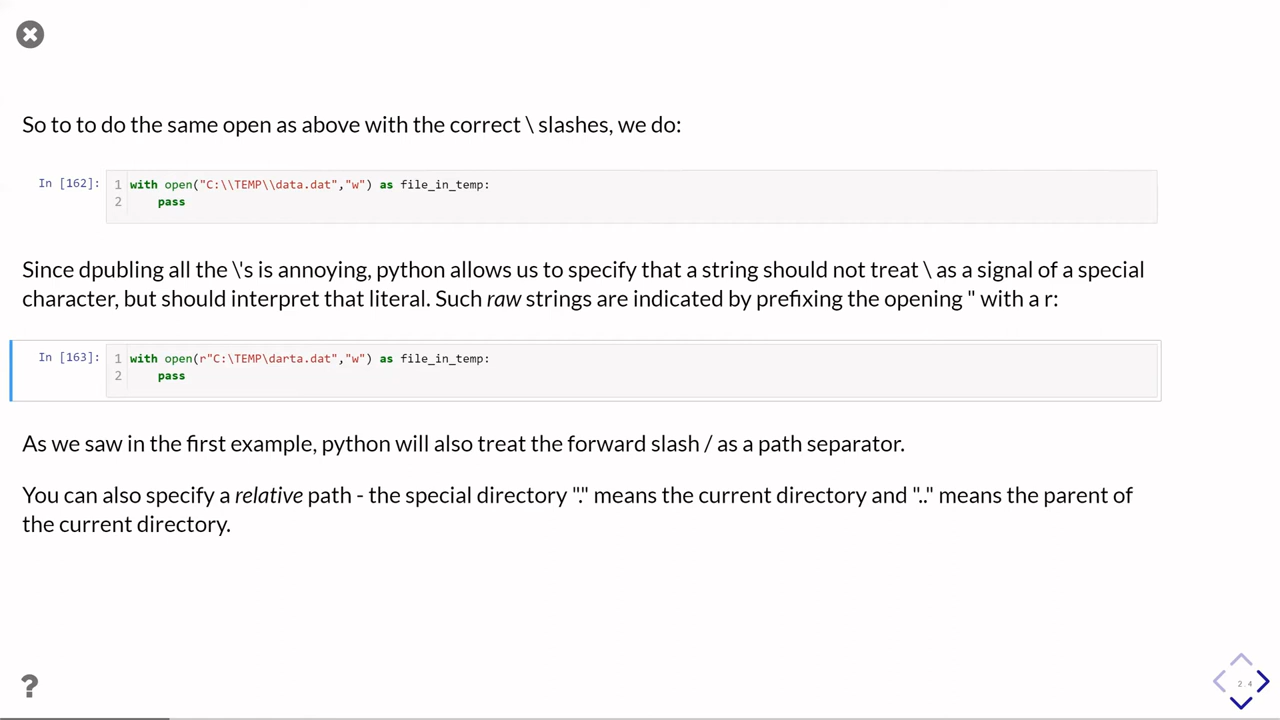 So to to do the same open as above with the correct \ slashes, we do:
In [162]:
1 with open("C:\\TEMP\\data.dat","w") as file_in_temp:
2     pass
Since dpubling all the \'s is annoying, python allows us to specify that a string should not treat \ as a signal of a special
character, but should interpret that literal. Such raw strings are indicated by prefixing the opening " with a r:
In [163]:
1 with open(r"C:\TEMP\darta.dat","w") as file_in_temp:
2     pass
As we saw in the first example, python will also treat the forward slash / as a path separator.
You can also specify a relative path - the special directory "." means the current directory and ".." means the parent of
the current directory.
?
2 4